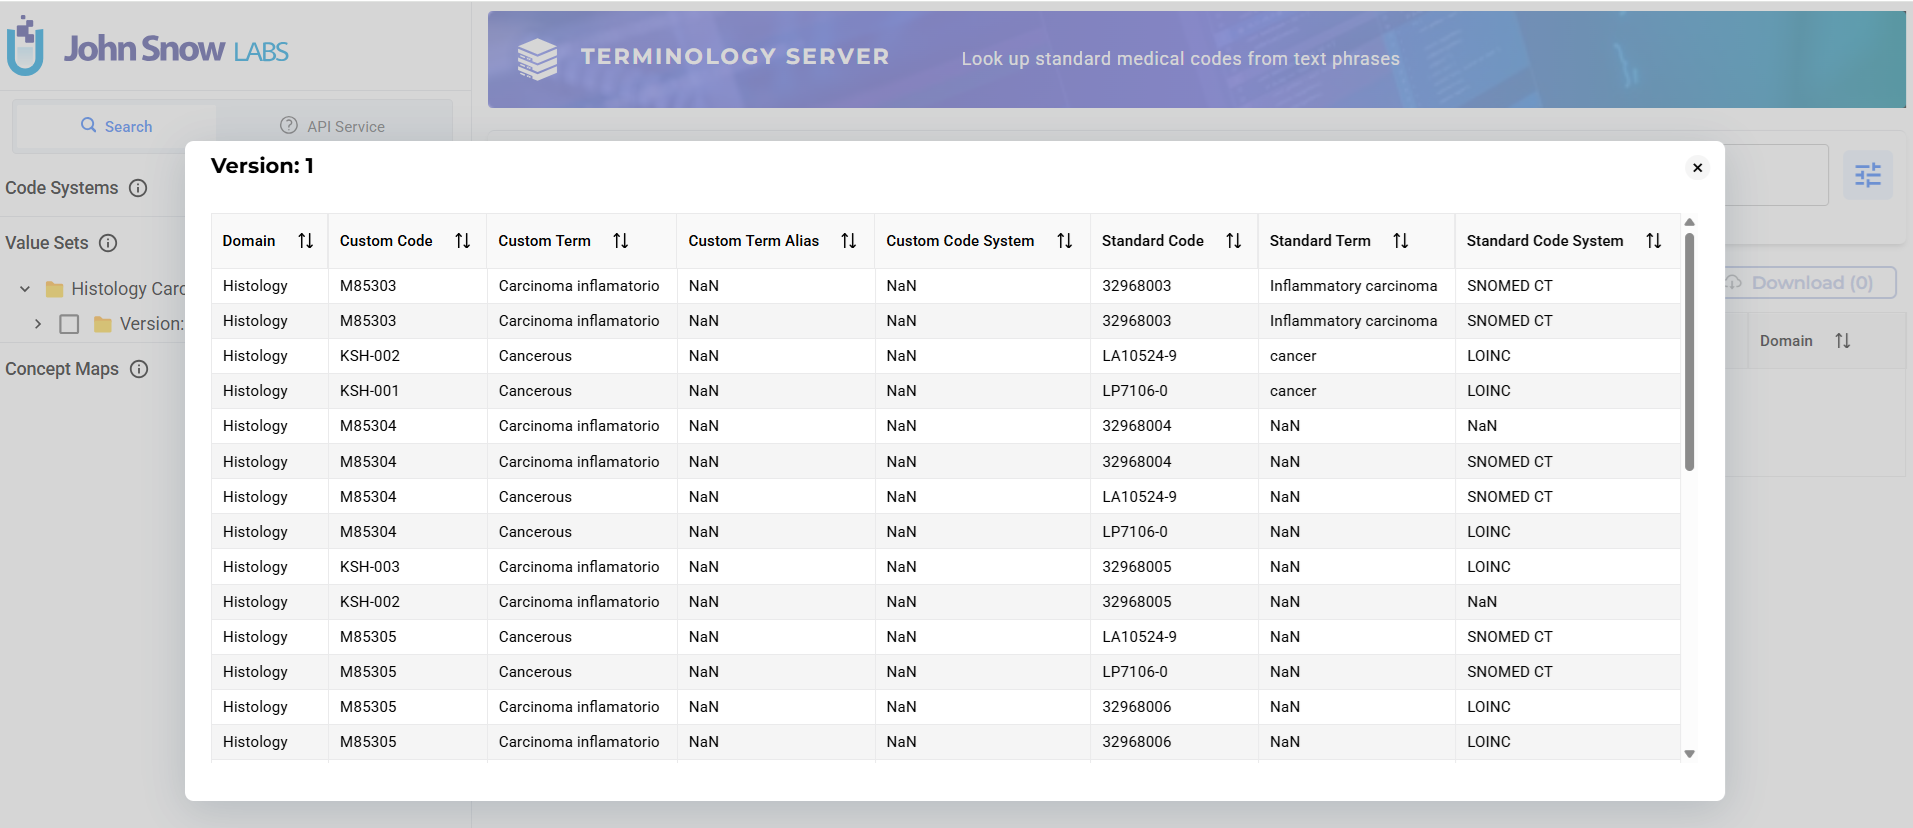 John Snow LABS
TERMINOLOGY SERVER
Look up standard medical codes from text phrases
Search
API Service
Code Systems
Value Sets
Histology Carc
Version:
Concept Maps
Download (0)
Domain
Version: 1
Domain Custom Code Custom Term Custom Term Alias Custom Code System Standard Code Standard Term Standard Code System
Histology M85303 Carcinoma inflamatorio NaN NaN 32968003 Inflammatory carcinoma SNOMED CT
Histology M85303 Carcinoma inflamatorio NaN NaN 32968003 Inflammatory carcinoma SNOMED CT
Histology KSH-002 Cancerous NaN NaN LA10524-9 cancer LOINC
Histology KSH-001 Cancerous NaN NaN LP7106-0 cancer LOINC
Histology M85304 Carcinoma inflamatorio NaN NaN 32968004 NaN NaN
Histology M85304 Carcinoma inflamatorio NaN NaN 32968004 NaN SNOMED CT
Histology M85304 Cancerous NaN NaN LA10524-9 NaN SNOMED CT
Histology M85304 Cancerous NaN NaN LP7106-0 NaN LOINC
Histology KSH-003 Carcinoma inflamatorio NaN NaN 32968005 NaN LOINC
Histology KSH-002 Carcinoma inflamatorio NaN NaN 32968005 NaN NaN
Histology M85305 Cancerous NaN NaN LA10524-9 NaN SNOMED CT
Histology M85305 Cancerous NaN NaN LP7106-0 NaN SNOMED CT
Histology M85305 Carcinoma inflamatorio NaN NaN 32968006 NaN LOINC
Histology M85305 Carcinoma inflamatorio NaN NaN 32968006 NaN LOINC